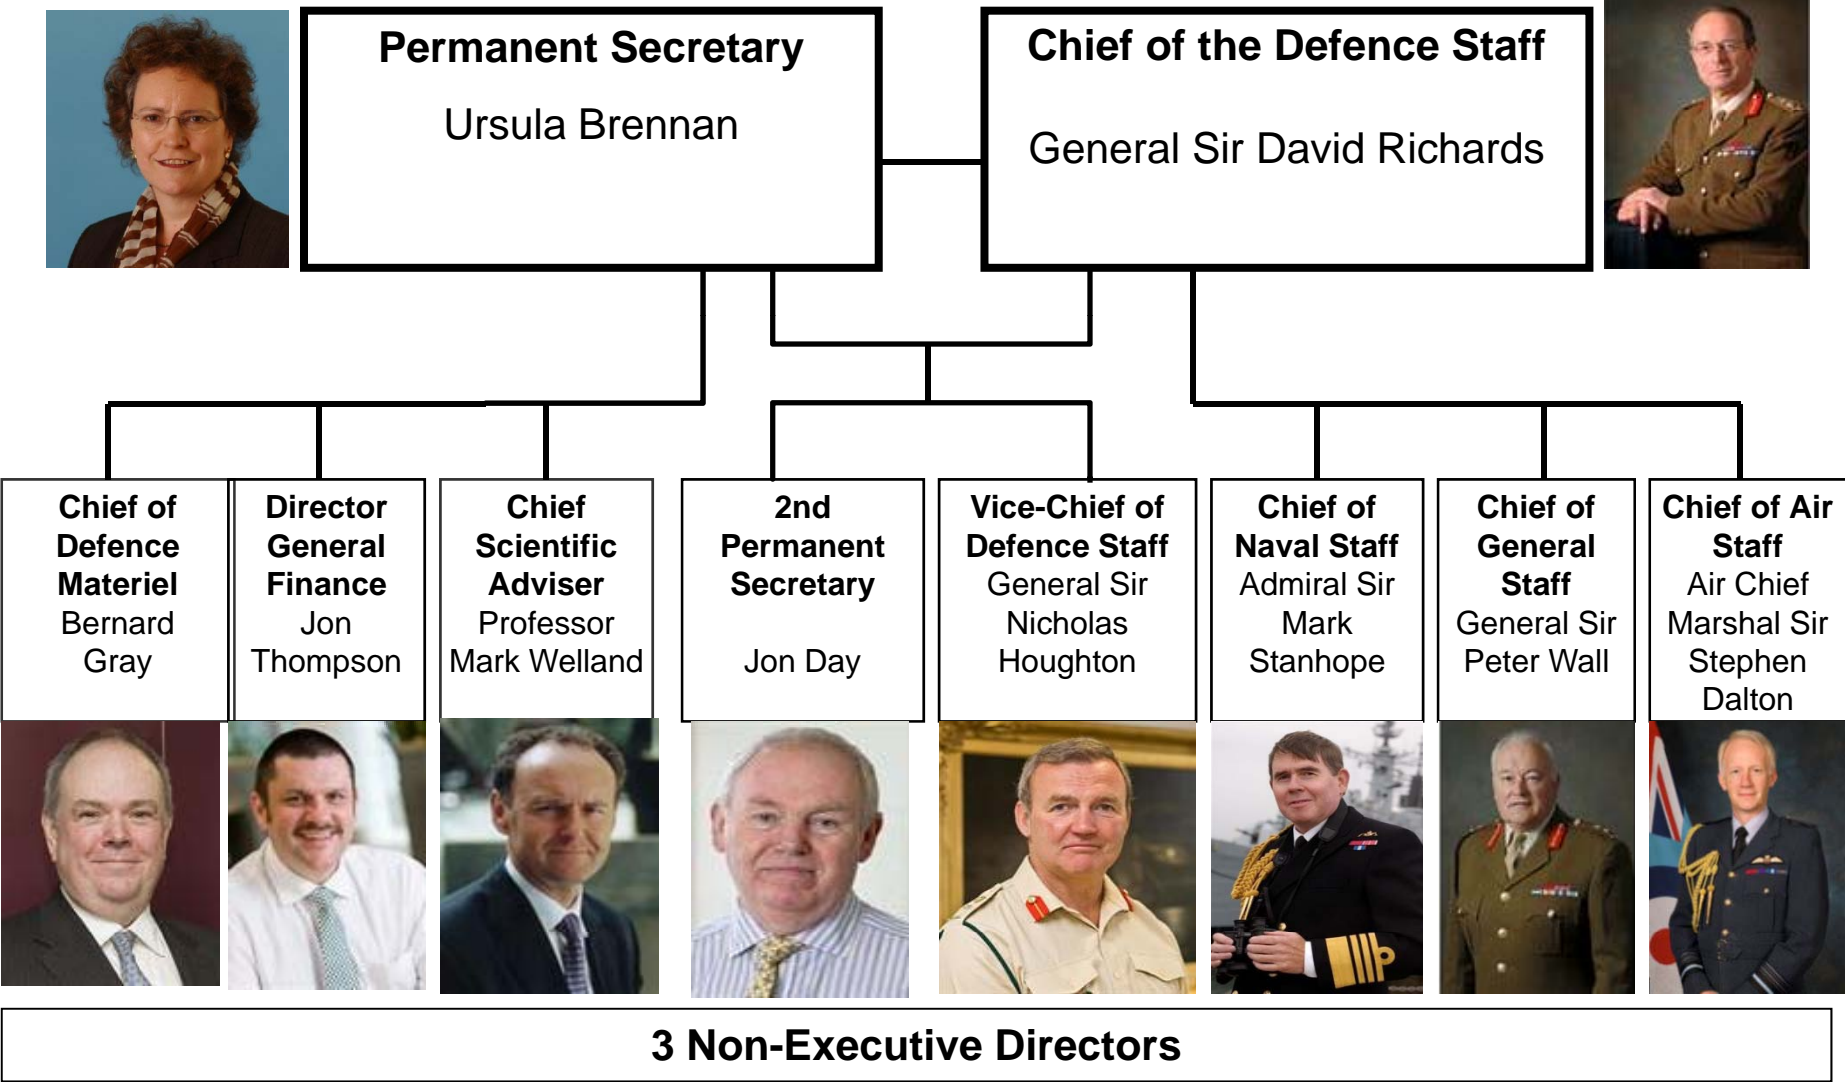 Permanent Secretary
Ursula Brennan
Chief of the Defence Staff
General Sir David Richards
Chief of
Defence
Materiel
Bernard
Gray
Director
General
Finance
Jon
Thompson
Chief
Scientific
Adviser
Professor
Mark Welland
2nd
Permanent
Secretary
Jon Day
Vice-Chief of
Defence Staff
General Sir
Nicholas
Houghton
Chief of
Naval Staff
Admiral Sir
Mark
Stanhope
Chief of
General
Staff
General Sir
Peter Wall
Chief of Air
Staff
Air Chief
Marshal Sir
Stephen
Dalton
3 Non-Executive Directors